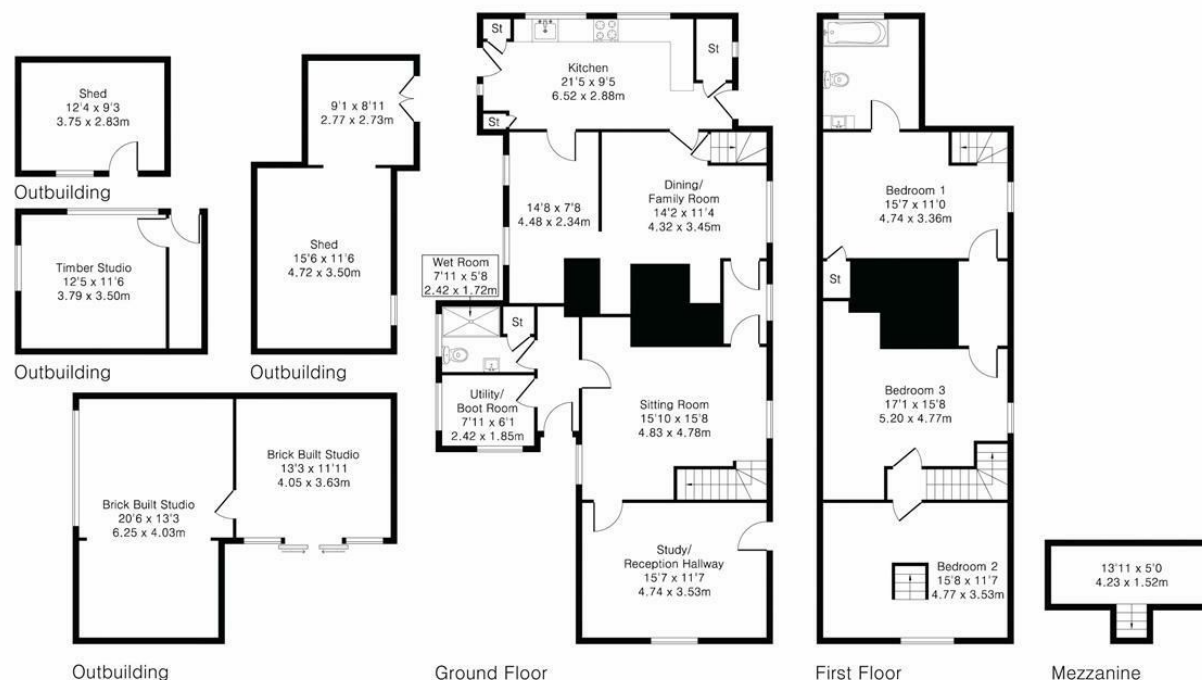 Shed
12'4 x 9'3
3.75 x 2.83m
Outbuilding
Timber Studio
12'5 x 11'6
3.79 x 3.50m
Outbuilding
9'1 x 8'11
2.77 x 2.73m
Shed
15'6 x 11'6
4.72 x 3.50m
Outbuilding
Brick Built Studio
20'6 x 13'3
6.25 x 4.03m
Brick Built Studio
13'3 x 11'11
4.05 x 3.63m
Outbuilding
St
St
Kitchen
21'5 x 9'5
6.52 x 2.88m
St
14'8 x 7'8
4.48 x 2.34m
Dining/
Family Room
14'2 x 11'4
4.32 x 3.45m
Wet Room
7'11 x 5'8
2.42 x 1.72m
St
Utility/
Boot Room
7'11 x 6'1
2.42 x 1.85m
Sitting Room
15'10 x 15'8
4.83 x 4.78m
Study/
Reception Hallway
15'7 x 11'7
4.74 x 3.53m
Ground Floor
Bedroom 1
15'7 x 11'0
4.74 x 3.36m
St
Bedroom 3
17'1 x 15'8
5.20 x 4.77m
Bedroom 2
15'8 x 11'7
4.77 x 3.53m
First Floor
13'11 x 5'0
4.23 x 1.52m
Mezzanine